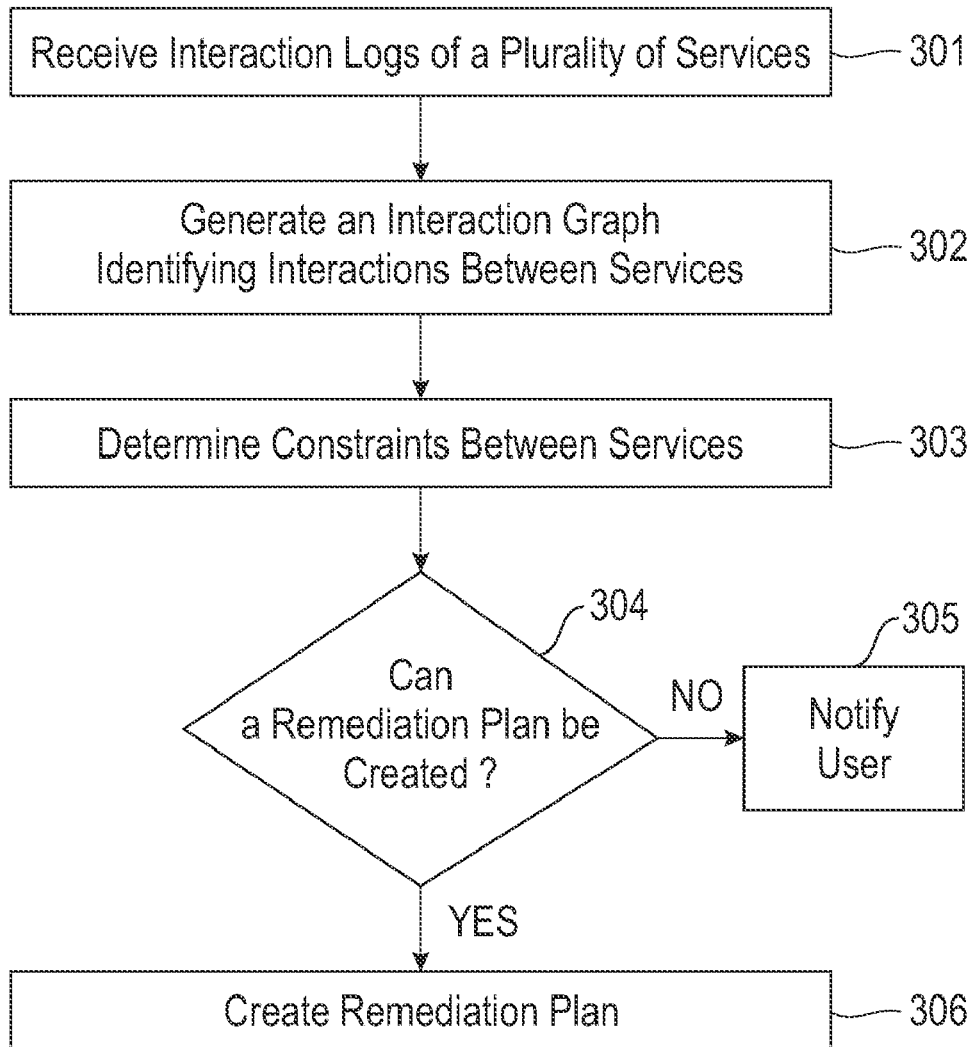 Receive Interaction Logs of a Plurality of Services
301
Generate an Interaction Graph
Identifying Interactions Between Services
302
Determine Constraints Between Services
303
304
Can
a Remediation Plan be
Created ?
NO
305
Notify
User
YES
Create Remediation Plan
306